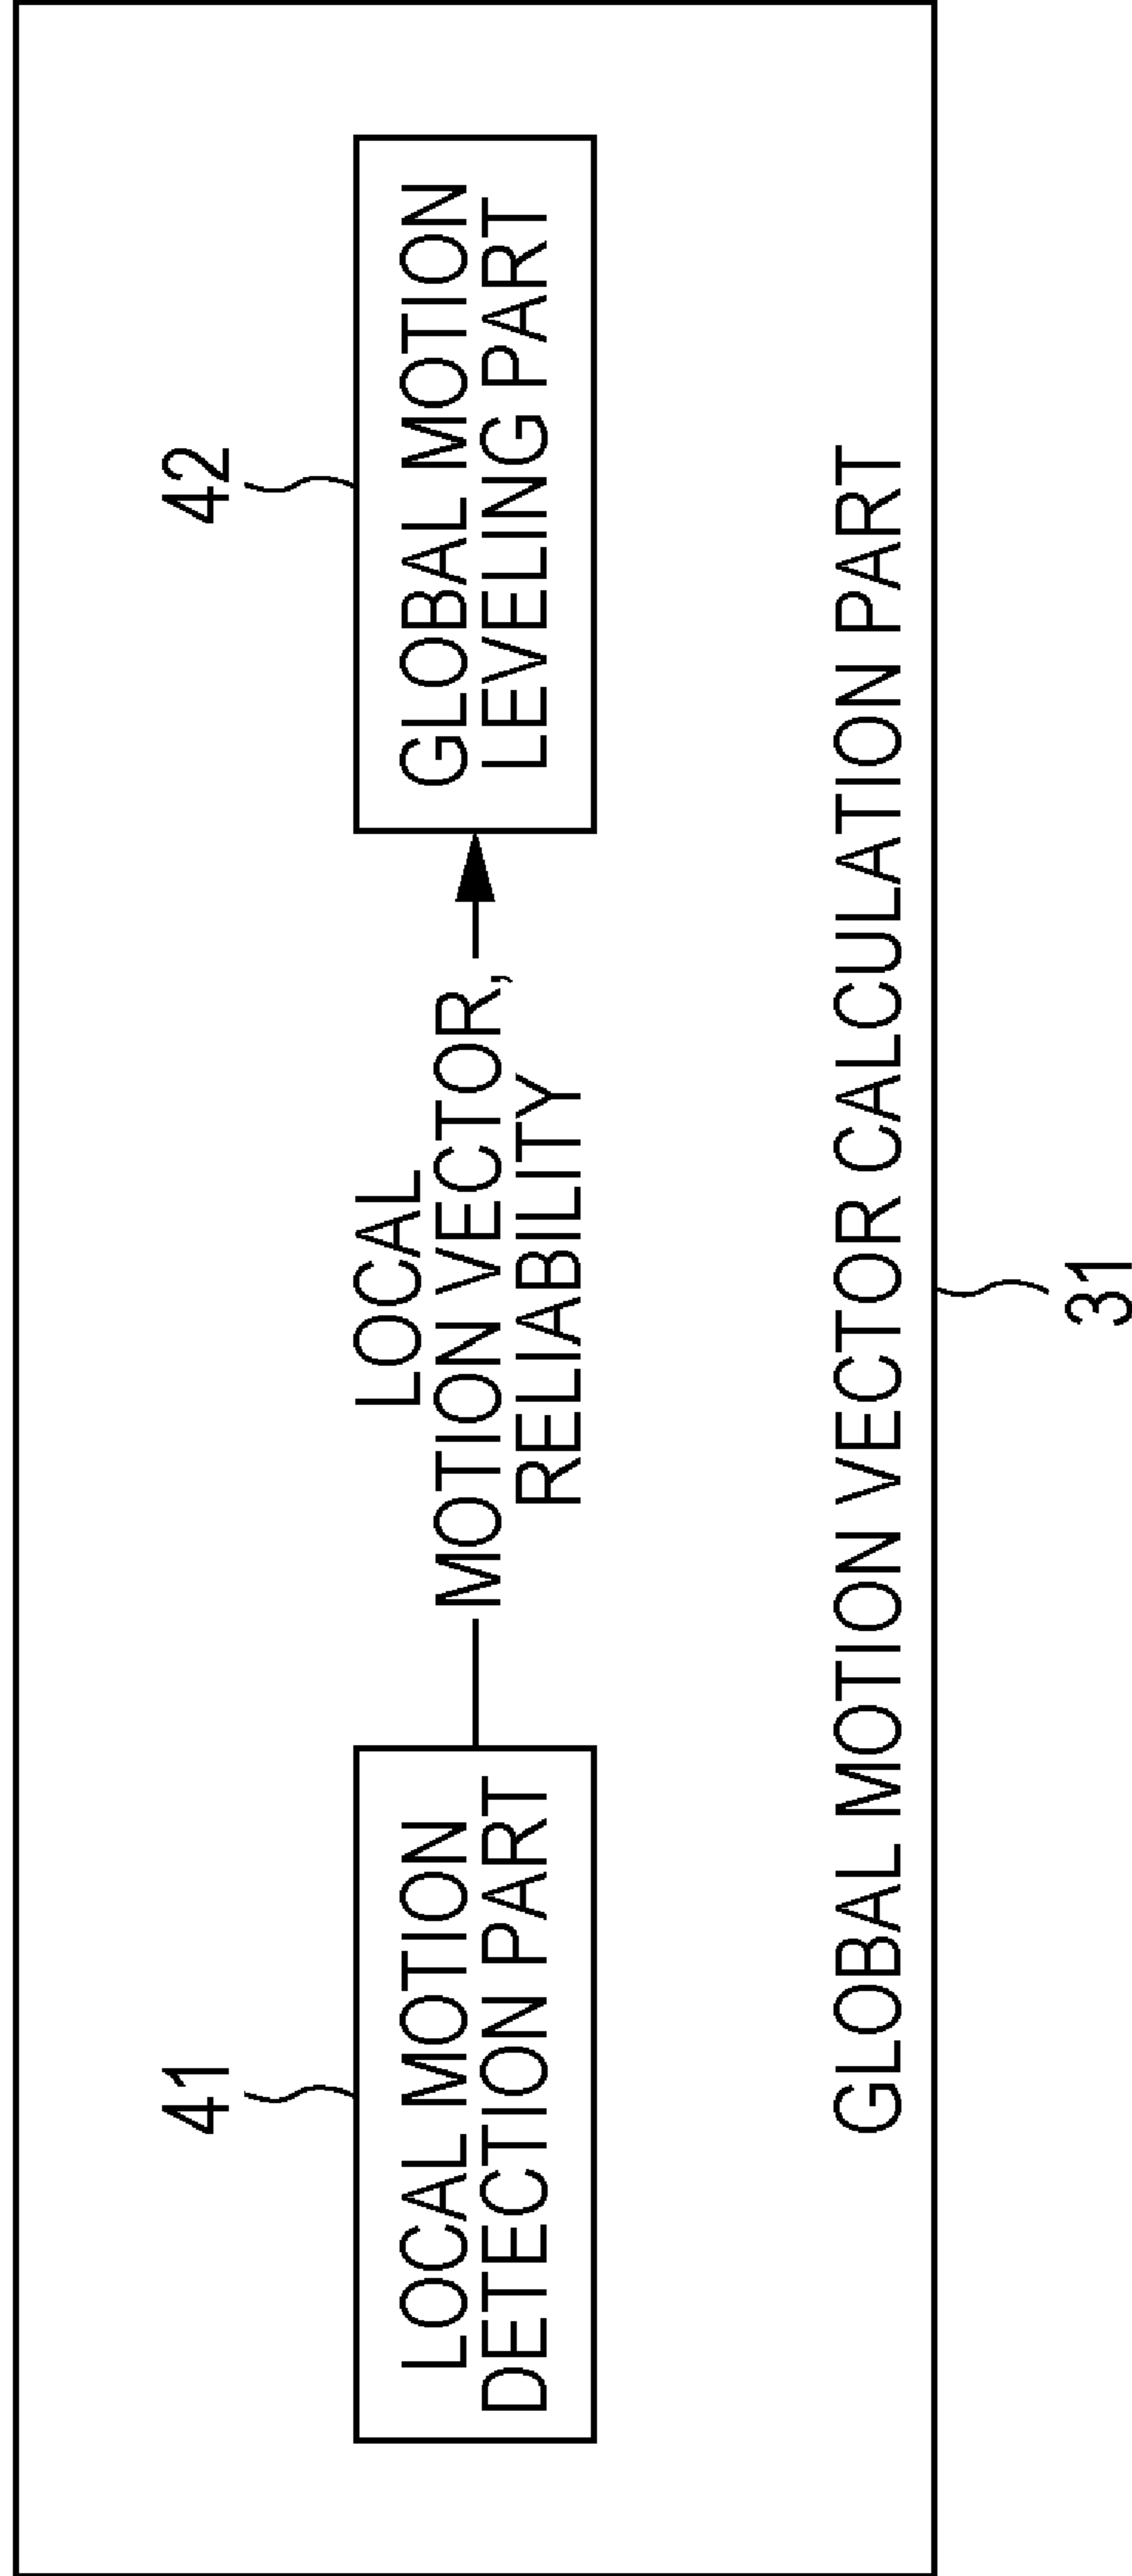 41
42
LOCAL MOTION
DETECTION PART
LOCAL
MOTION VECTOR,
RELIABILITY
GLOBAL MOTION
LEVELING PART
GLOBAL MOTION VECTOR CALCULATION PART
31